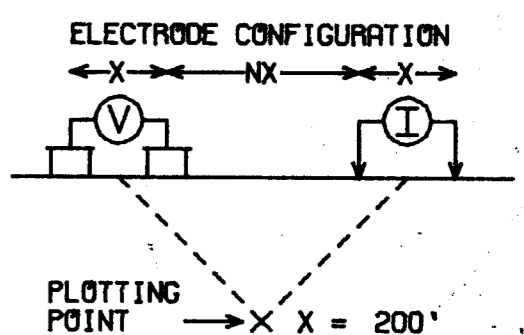 ELECTRODE CONFIGURATION
X NX X
V I
PLOTTING
POINT X = 200'